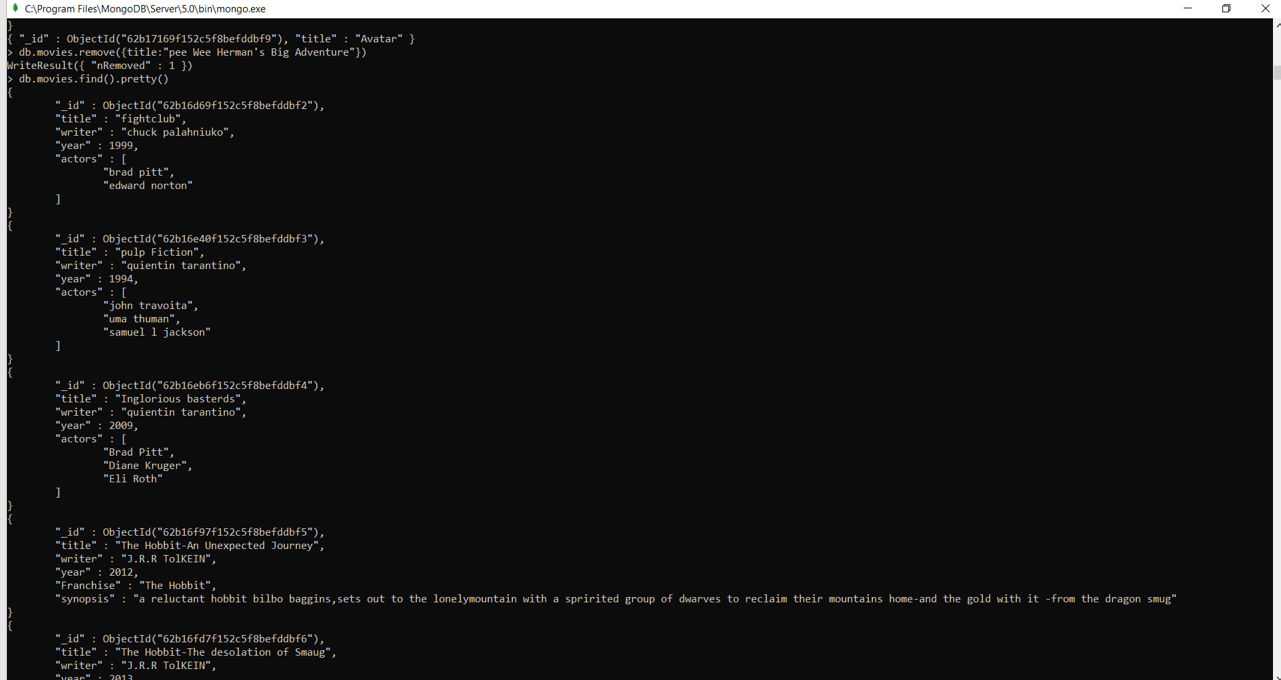 C:\Program Files\MongoDB\Server\5.0\bin\mongo.exe
}
{ "_id" : ObjectId("62b17169f152c5f8befddbf9"), "title" : "Avatar" }
> db.movies.remove({title:"pee Wee Herman's Big Adventure"})
WriteResult({ "nRemoved" : 1 })
> db.movies.find().pretty()
{
"_id" : ObjectId("62b16d69f152c5f8befddbf2"),
"title" : "fightclub",
"writer" : "chuck palahniuko",
"year" : 1999,
"actors" : [
"brad pitt",
"edward norton"
]
}
{
"_id" : ObjectId("62b16e40f152c5f8befddbf3"),
"title" : "pulp Fiction",
"writer" : "quientin tarantino",
"year" : 1994,
"actors" : [
"john travoita",
"uma thuman",
"samuel l jackson"
]
}
{
"_id" : ObjectId("62b16eb6f152c5f8befddbf4"),
"title" : "Inglorious basterds",
"writer" : "quientin tarantino",
"year" : 2009,
"actors" : [
"Brad Pitt",
"Diane Kruger",
"Eli Roth"
]
}
{
"_id" : ObjectId("62b16f97f152c5f8befddbf5"),
"title" : "The Hobbit-An Unexpected Journey",
"writer" : "J.R.R TolKEIN",
"year" : 2012,
"Franchise" : "The Hobbit",
"synopsis" : "a reluctant hobbit bilbo baggins,sets out to the lonelymountain with a spririted group of dwarves to reclaim their mountains home-and the gold with it -from the dragon smug"
}
{
"_id" : ObjectId("62b16fd7f152c5f8befddbf6"),
"title" : "The Hobbit-The desolation of Smaug",
"writer" : "J.R.R TolKEIN",
"year" : 2013